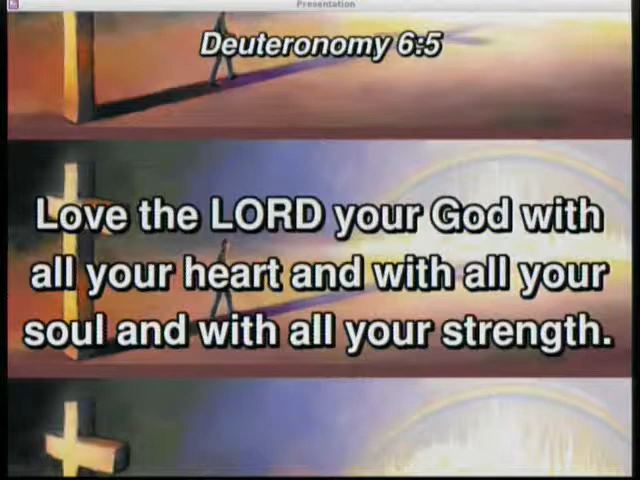 Presentation
Deuteronomy 6:5
Love the LORD your God with
all your heart and with all your
soul and with all your strength.